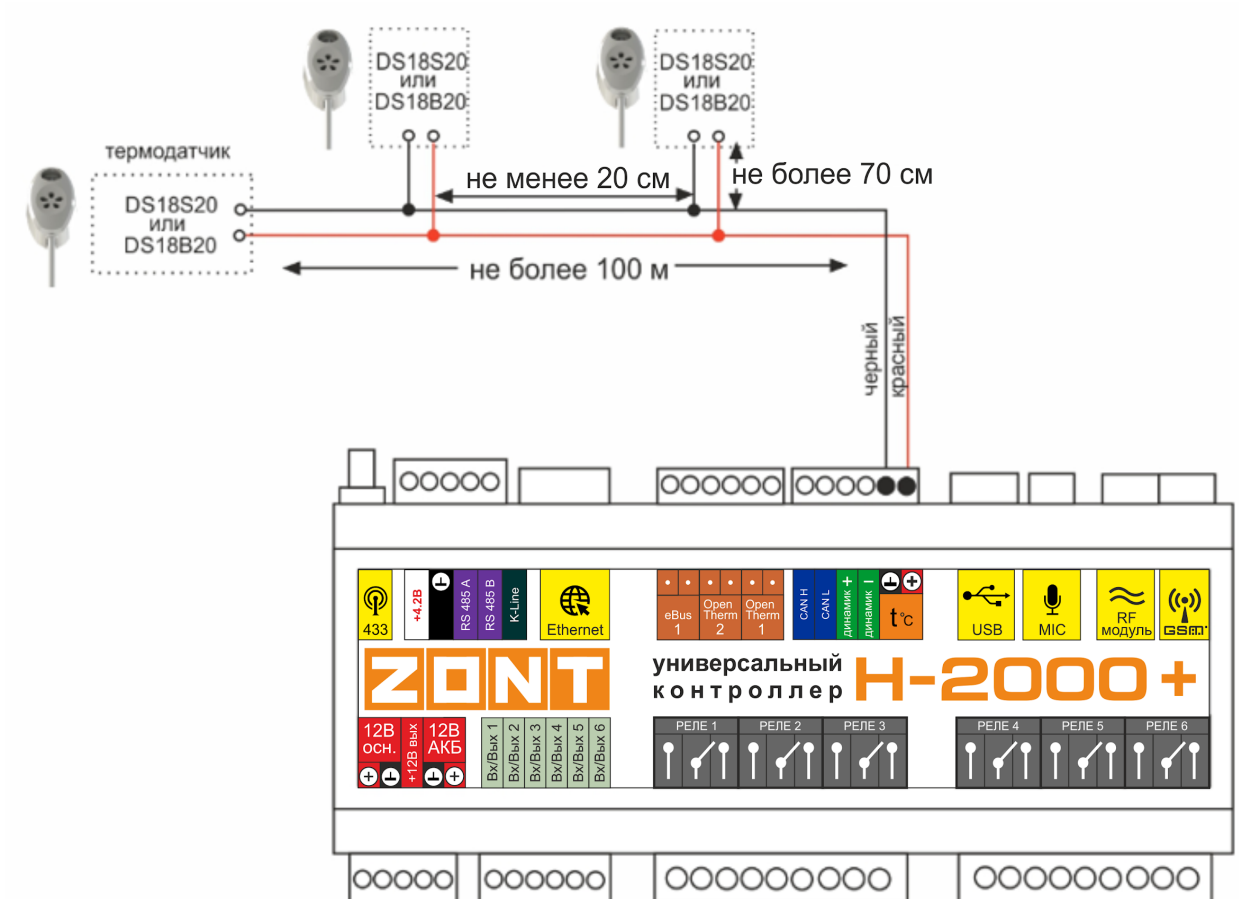 DS18S20
или
DS18B20
DS18S20
или
DS18B20
термодатчик
DS18S20
или
DS18B20
не менее 20 см
не более 70 см
не более 100 м
черный
красный
433
+4.2В
RS 485 A
RS 485 B
K-Line
Ethernet
eBus
1
Open
Therm
2
Open
Therm
1
CAN H
CAN L
динамик +
динамик –
t°c
USB
MIC
RF
модуль
GSM
ZONT
универсальный
контроллер
H-2000+
12В
осн.
+12В вых
12В
АКБ
Вх/Вых 1
Вх/Вых 2
Вх/Вых 3
Вх/Вых 4
Вх/Вых 5
Вх/Вых 6
РЕЛЕ 1
РЕЛЕ 2
РЕЛЕ 3
РЕЛЕ 4
РЕЛЕ 5
РЕЛЕ 6